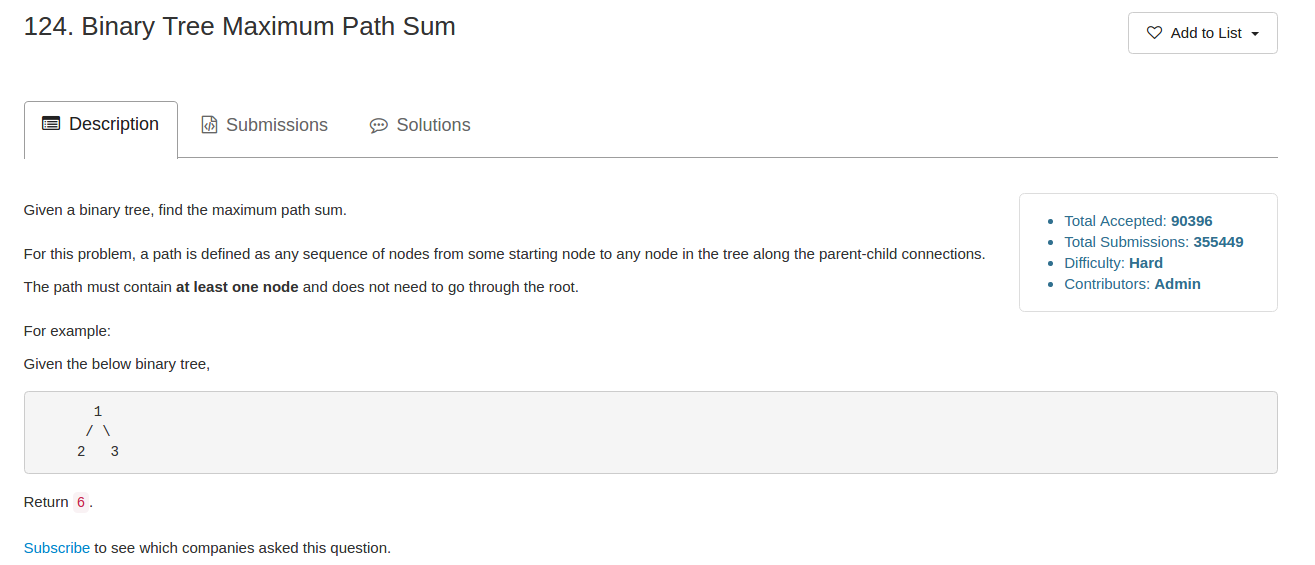 124. Binary Tree Maximum Path Sum
Add to List
Description
Submissions
Solutions
Given a binary tree, find the maximum path sum.
For this problem, a path is defined as any sequence of nodes from some starting node to any node in the tree along the parent-child connections.
The path must contain at least one node and does not need to go through the root.
Total Accepted: 90396
Total Submissions: 355449
Difficulty: Hard
Contributors: Admin
For example:
Given the below binary tree,
1
/ \
2   3
Return 6.
Subscribe to see which companies asked this question.